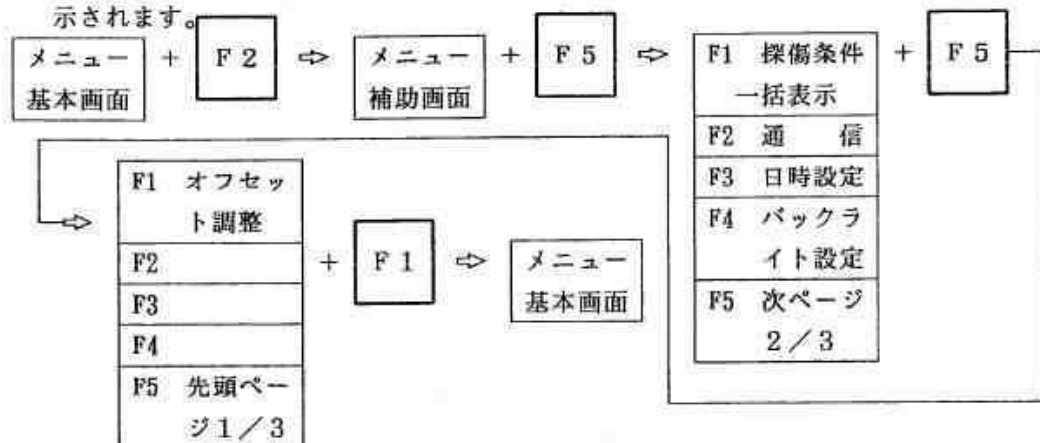 示されます。
メニュー
基本画面
+
F 2
⇨
メニュー
補助画面
+
F 5
⇨
F1 探傷条件
一括表示
F2 通 信
F3 日時設定
F4 バックラ
イト設定
F5 次ページ
2/3
+
F 5
⇨
F1 オフセッ
ト調整
F2
F3
F4
F5 先頭ペー
ジ1/3
+
F 1
⇨
メニュー
基本画面